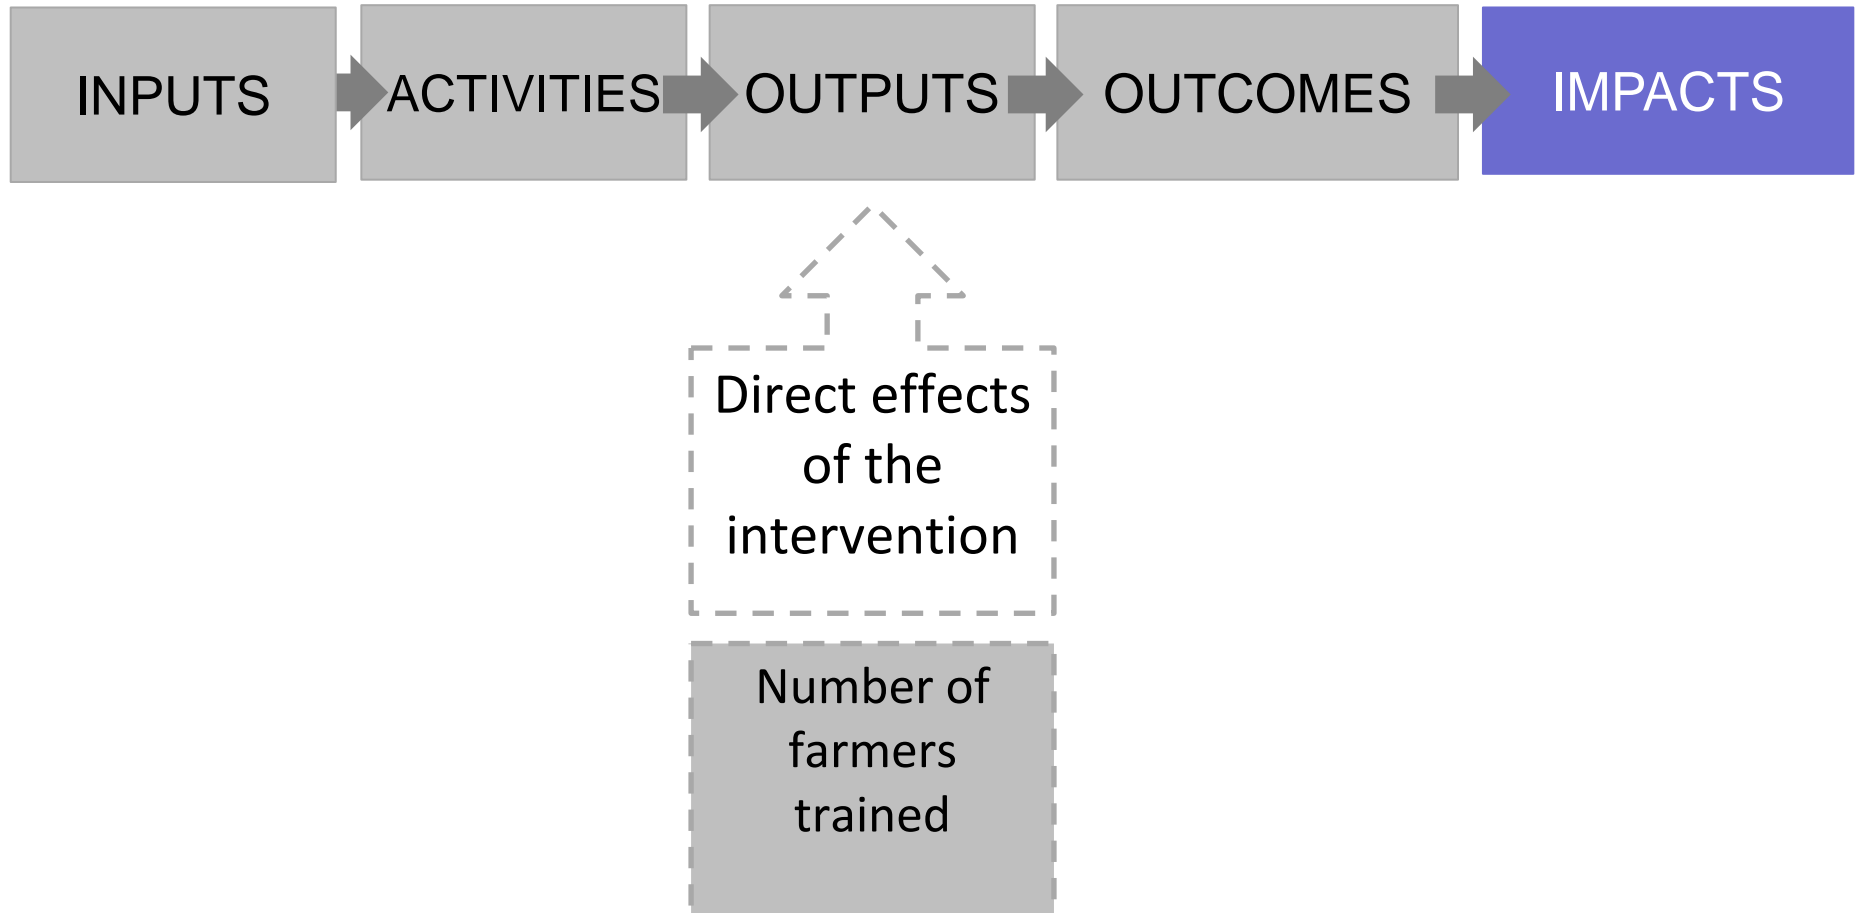 INPUTS
ACTIVITIES
OUTPUTS
OUTCOMES
IMPACTS
Direct effects
of the
intervention
Number of
farmers
trained